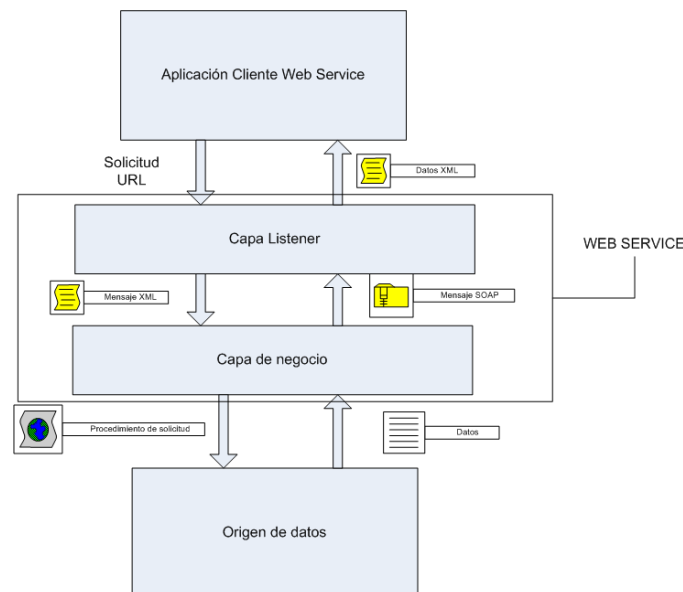 Aplicación Cliente Web Service
Solicitud
URL
Datos XML
Capa Listener
WEB SERVICE
Mensaje XML
Mensaje SOAP
Capa de negocio
Procedimiento de solicitud
Datos
Origen de datos